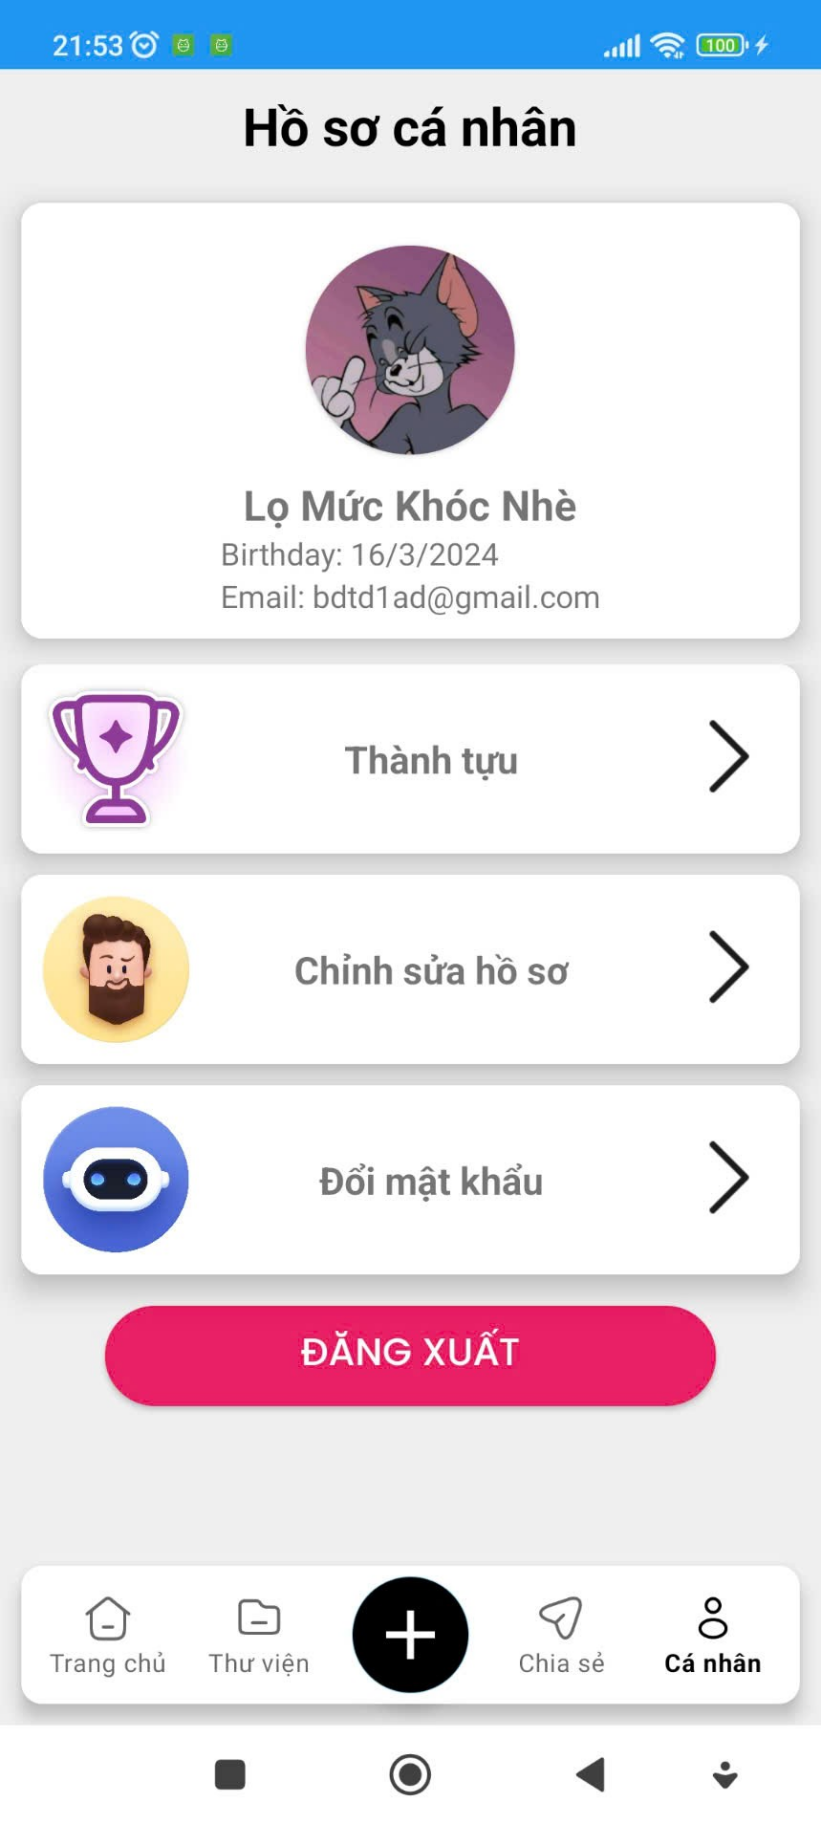 21:53
100
Hồ sơ cá nhân
Lọ Mức Khóc Nhè
Birthday: 16/3/2024
Email: bdtd1ad@gmail.com
Thành tựu
Chỉnh sửa hồ sơ
Đổi mật khẩu
ĐĂNG XUẤT
Trang chủ
Thư viện
Chia sẻ
Cá nhân